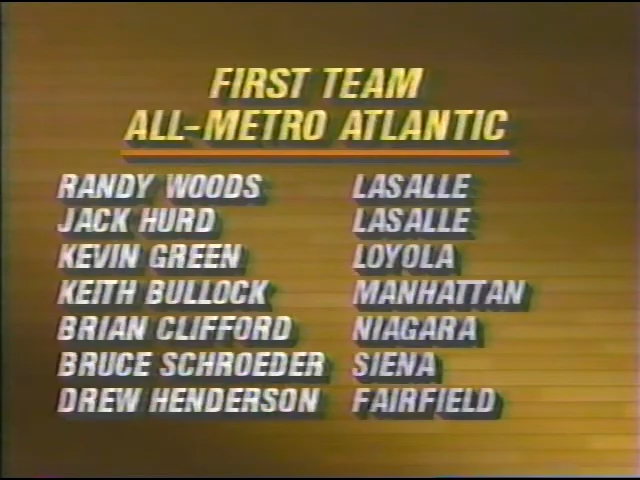 FIRST TEAM
ALL-METRO ATLANTIC
RANDY WOODS LASALLE
JACK HURD LASALLE
KEVIN GREEN LOYOLA
KEITH BULLOCK MANHATTAN
BRIAN CLIFFORD NIAGARA
BRUCE SCHROEDER SIENA
DREW HENDERSON FAIRFIELD